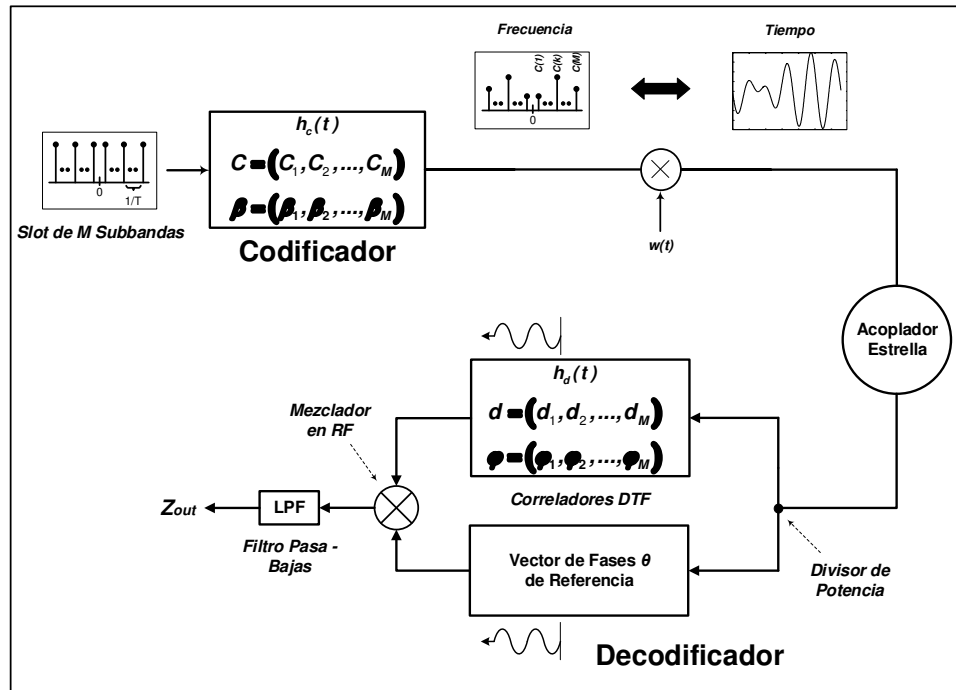 Frecuencia
Tiempo
C(1)
C(k)
C(M)
0
0
1/T
Slot de M Subbandas
h_c(t)
C = (C_1, C_2, ..., C_M)
β = (β_1, β_2, ..., β_M)
Codificador
w(t)
Acoplador
Estrella
h_d(t)
d = (d_1, d_2, ..., d_M)
φ = (φ_1, φ_2, ..., φ_M)
Correladores DTF
Mezclador
en RF
Zout
LPF
Filtro Pasa -
Bajas
Vector de Fases θ
de Referencia
Divisor de
Potencia
Decodificador